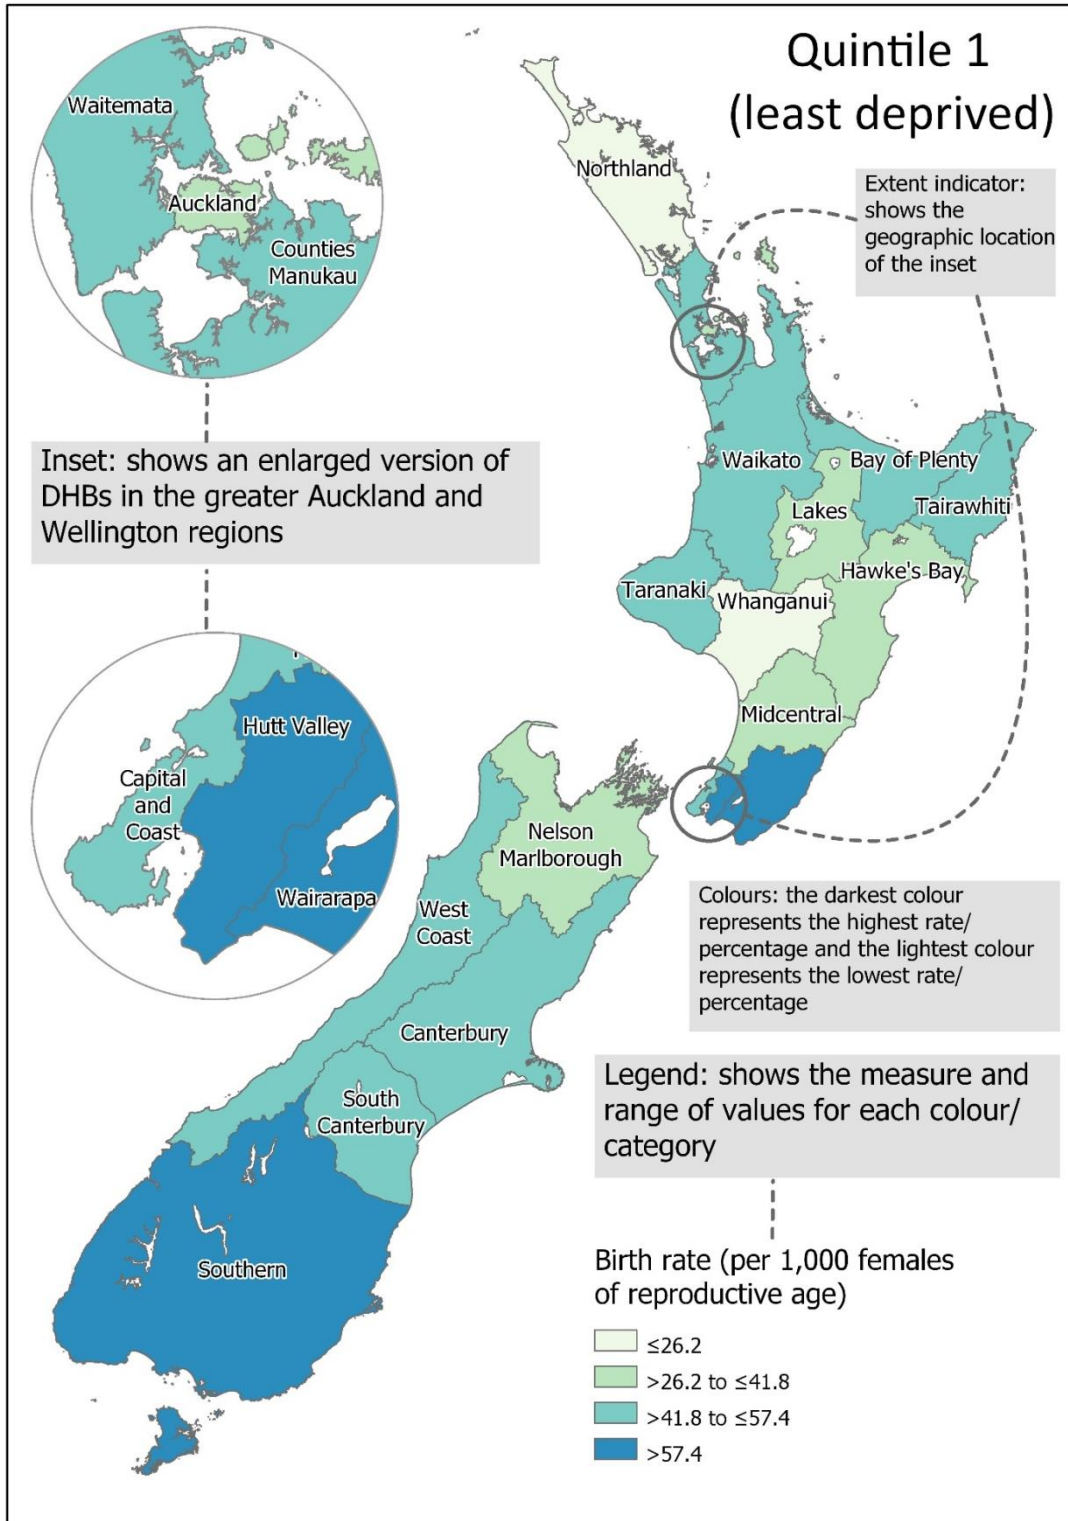 Quintile 1
(least deprived)
Waitemata
Auckland
Counties
Manukau
Northland
Extent indicator:
shows the
geographic location
of the inset
Inset: shows an enlarged version of
DHBs in the greater Auckland and
Wellington regions
Waikato
Bay of Plenty
Lakes
Tairawhiti
Hawke's Bay
Taranaki
Whanganui
Midcentral
Hutt Valley
Capital
and
Coast
Wairarapa
Nelson
Marlborough
West
Coast
Canterbury
South
Canterbury
Southern
Colours: the darkest colour
represents the highest rate/
percentage and the lightest colour
represents the lowest rate/
percentage
Legend: shows the measure and
range of values for each colour/
category
Birth rate (per 1,000 females
of reproductive age)
≤26.2
>26.2 to ≤41.8
>41.8 to ≤57.4
>57.4